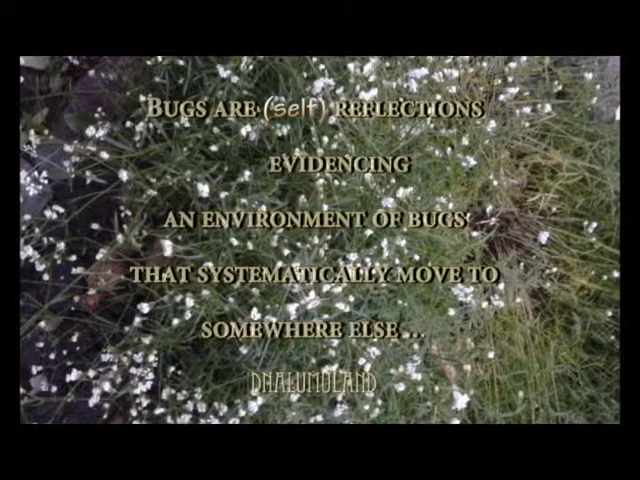 BUGS ARE (self) REFLECTIONS
EVIDENCING
AN ENVIRONMENT OF BUGS'
THAT SYSTEMATICALLY MOVE TO
SOMEWHERE ELSE...
DNALUMULAND